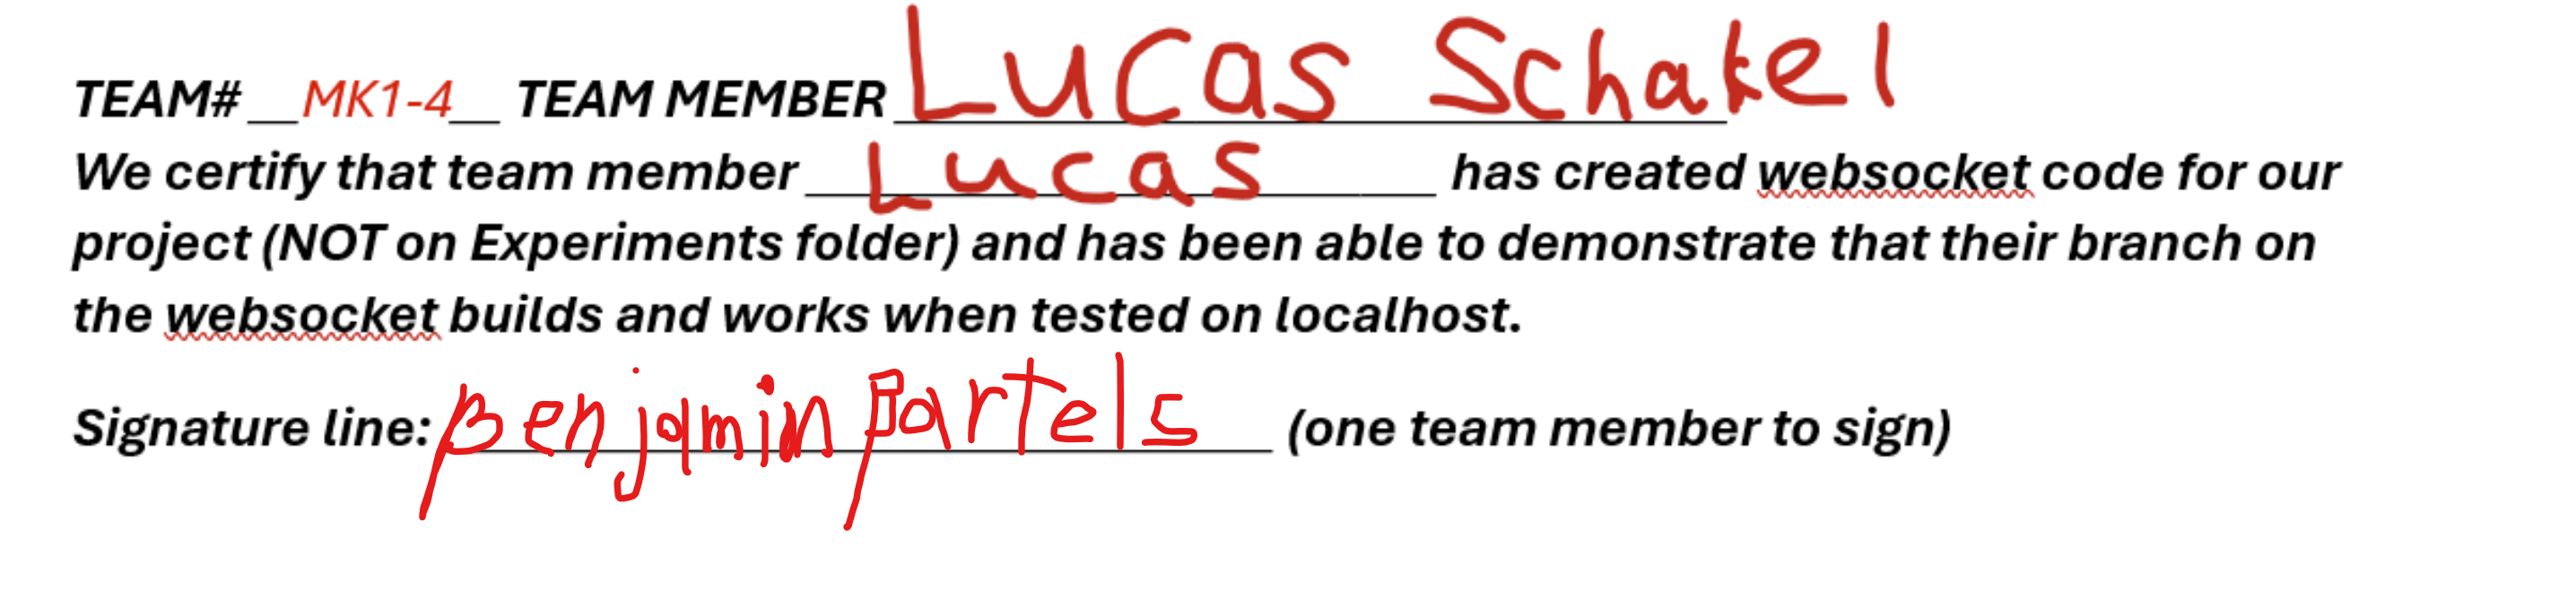 TEAM# __MK1-4__ TEAM MEMBER Lucas Schakel
We certify that team member Lucas has created websocket code for our
project (NOT on Experiments folder) and has been able to demonstrate that their branch on
the websocket builds and works when tested on localhost.
Signature line: Benjamin Bartels (one team member to sign)